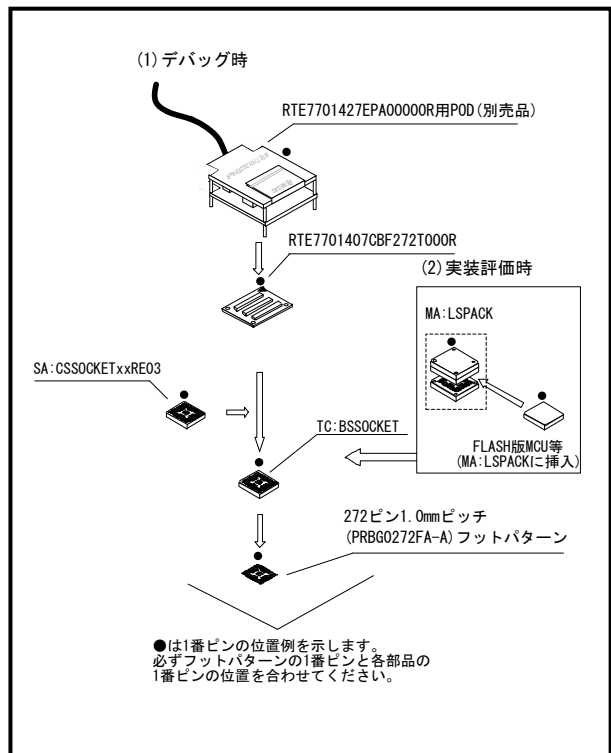 (1) デバッグ時
RTE7701427EPA00000R用POD(別売品)
RTE7701407CBF272T000R
(2) 実装評価時
MA:LSPACK
SA:CSSOCKETxxRE03
TC:BSSOCKET
FLASH版MCU等
(MA:LSPACKに挿入)
272ピン1.0mmピッチ
(PRBG0272FA-A)フットパターン
●は1番ピンの位置例を示します。
必ずフットパターンの1番ピンと各部品の
1番ピンの位置を合わせてください。